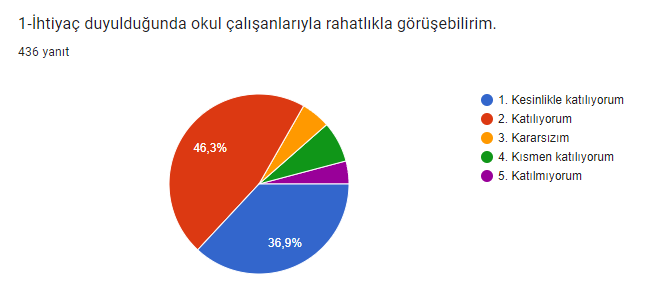 1-İhtiyaç duyulduğunda okul çalışanlarıyla rahatlıkla görüşebilirim.
436 yanıt
1. Kesinlikle katılıyorum
2. Katılıyorum
3. Kararsızım
4. Kısmen katılıyorum
5. Katılmıyorum
46,3%
36,9%